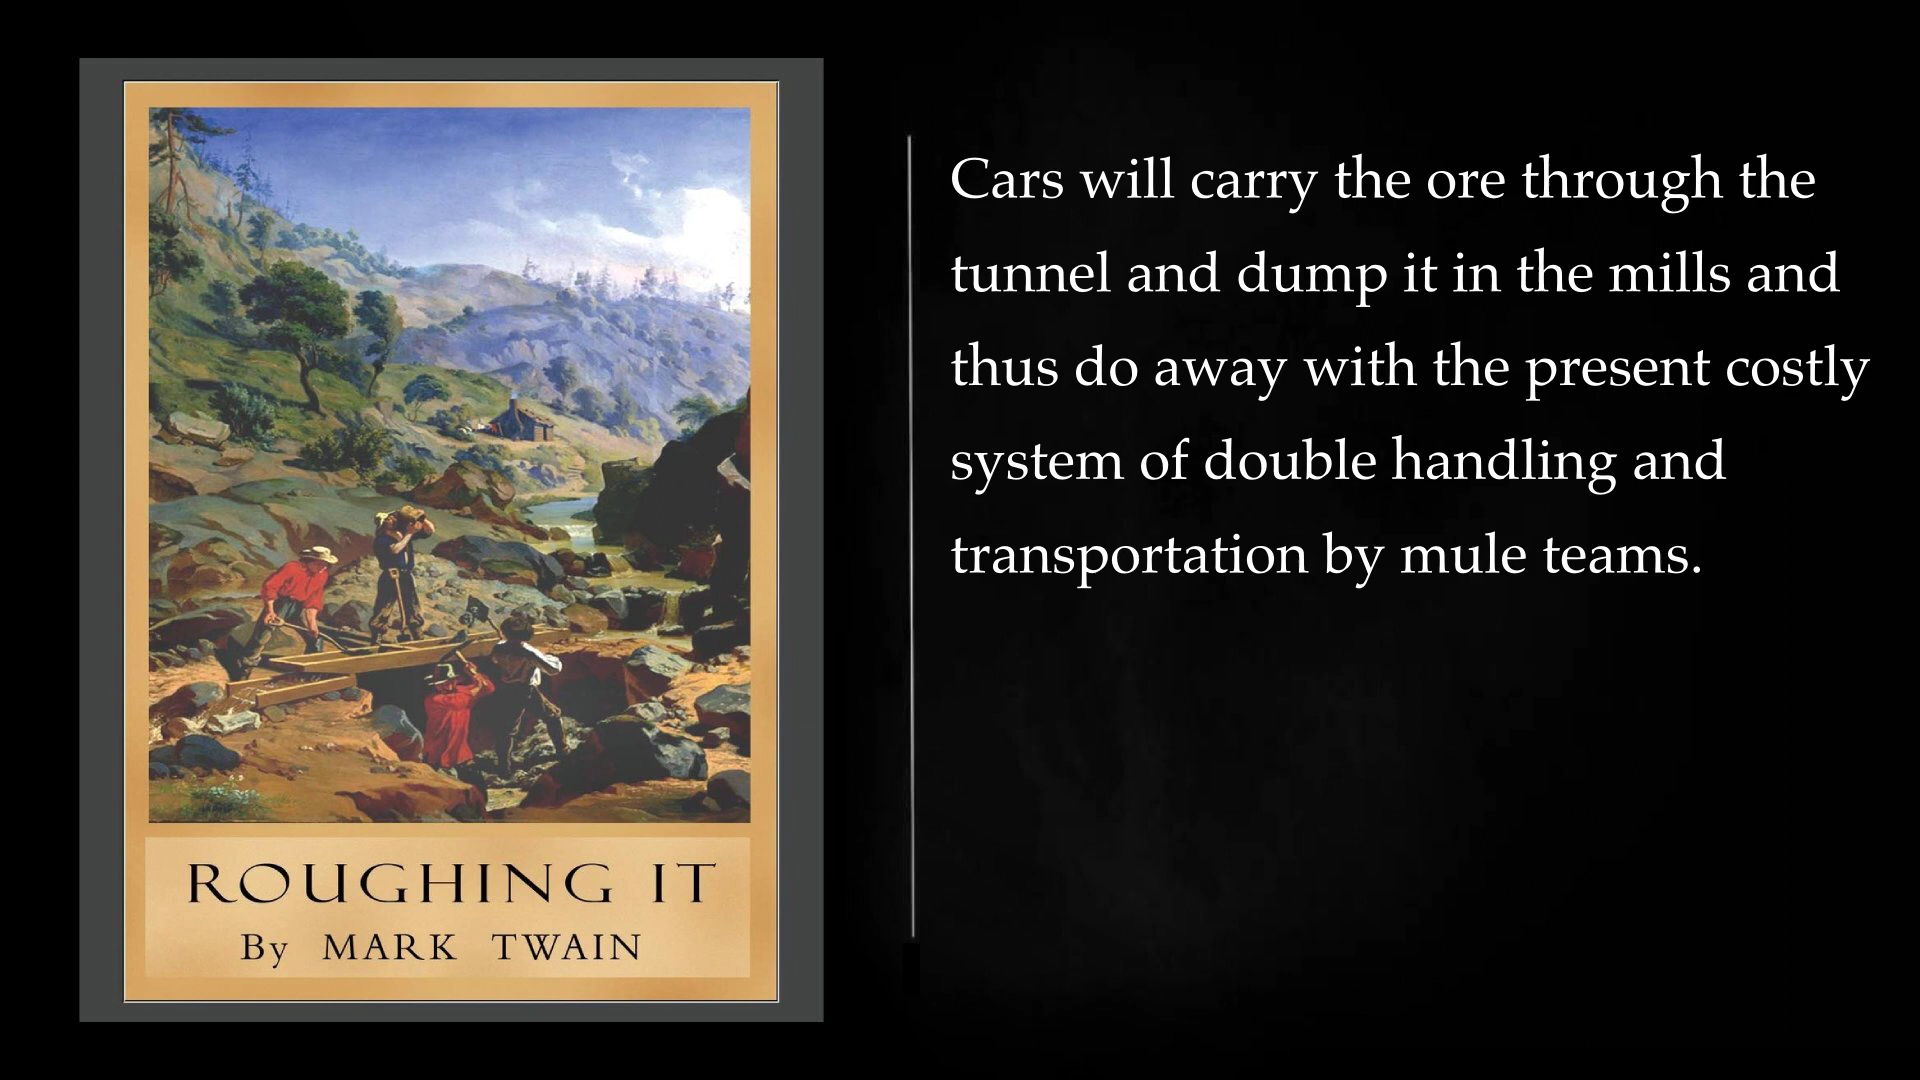 ROUGHING IT
By MARK TWAIN
Cars will carry the ore through the
tunnel and dump it in the mills and
thus do away with the present costly
system of double handling and
transportation by mule teams.